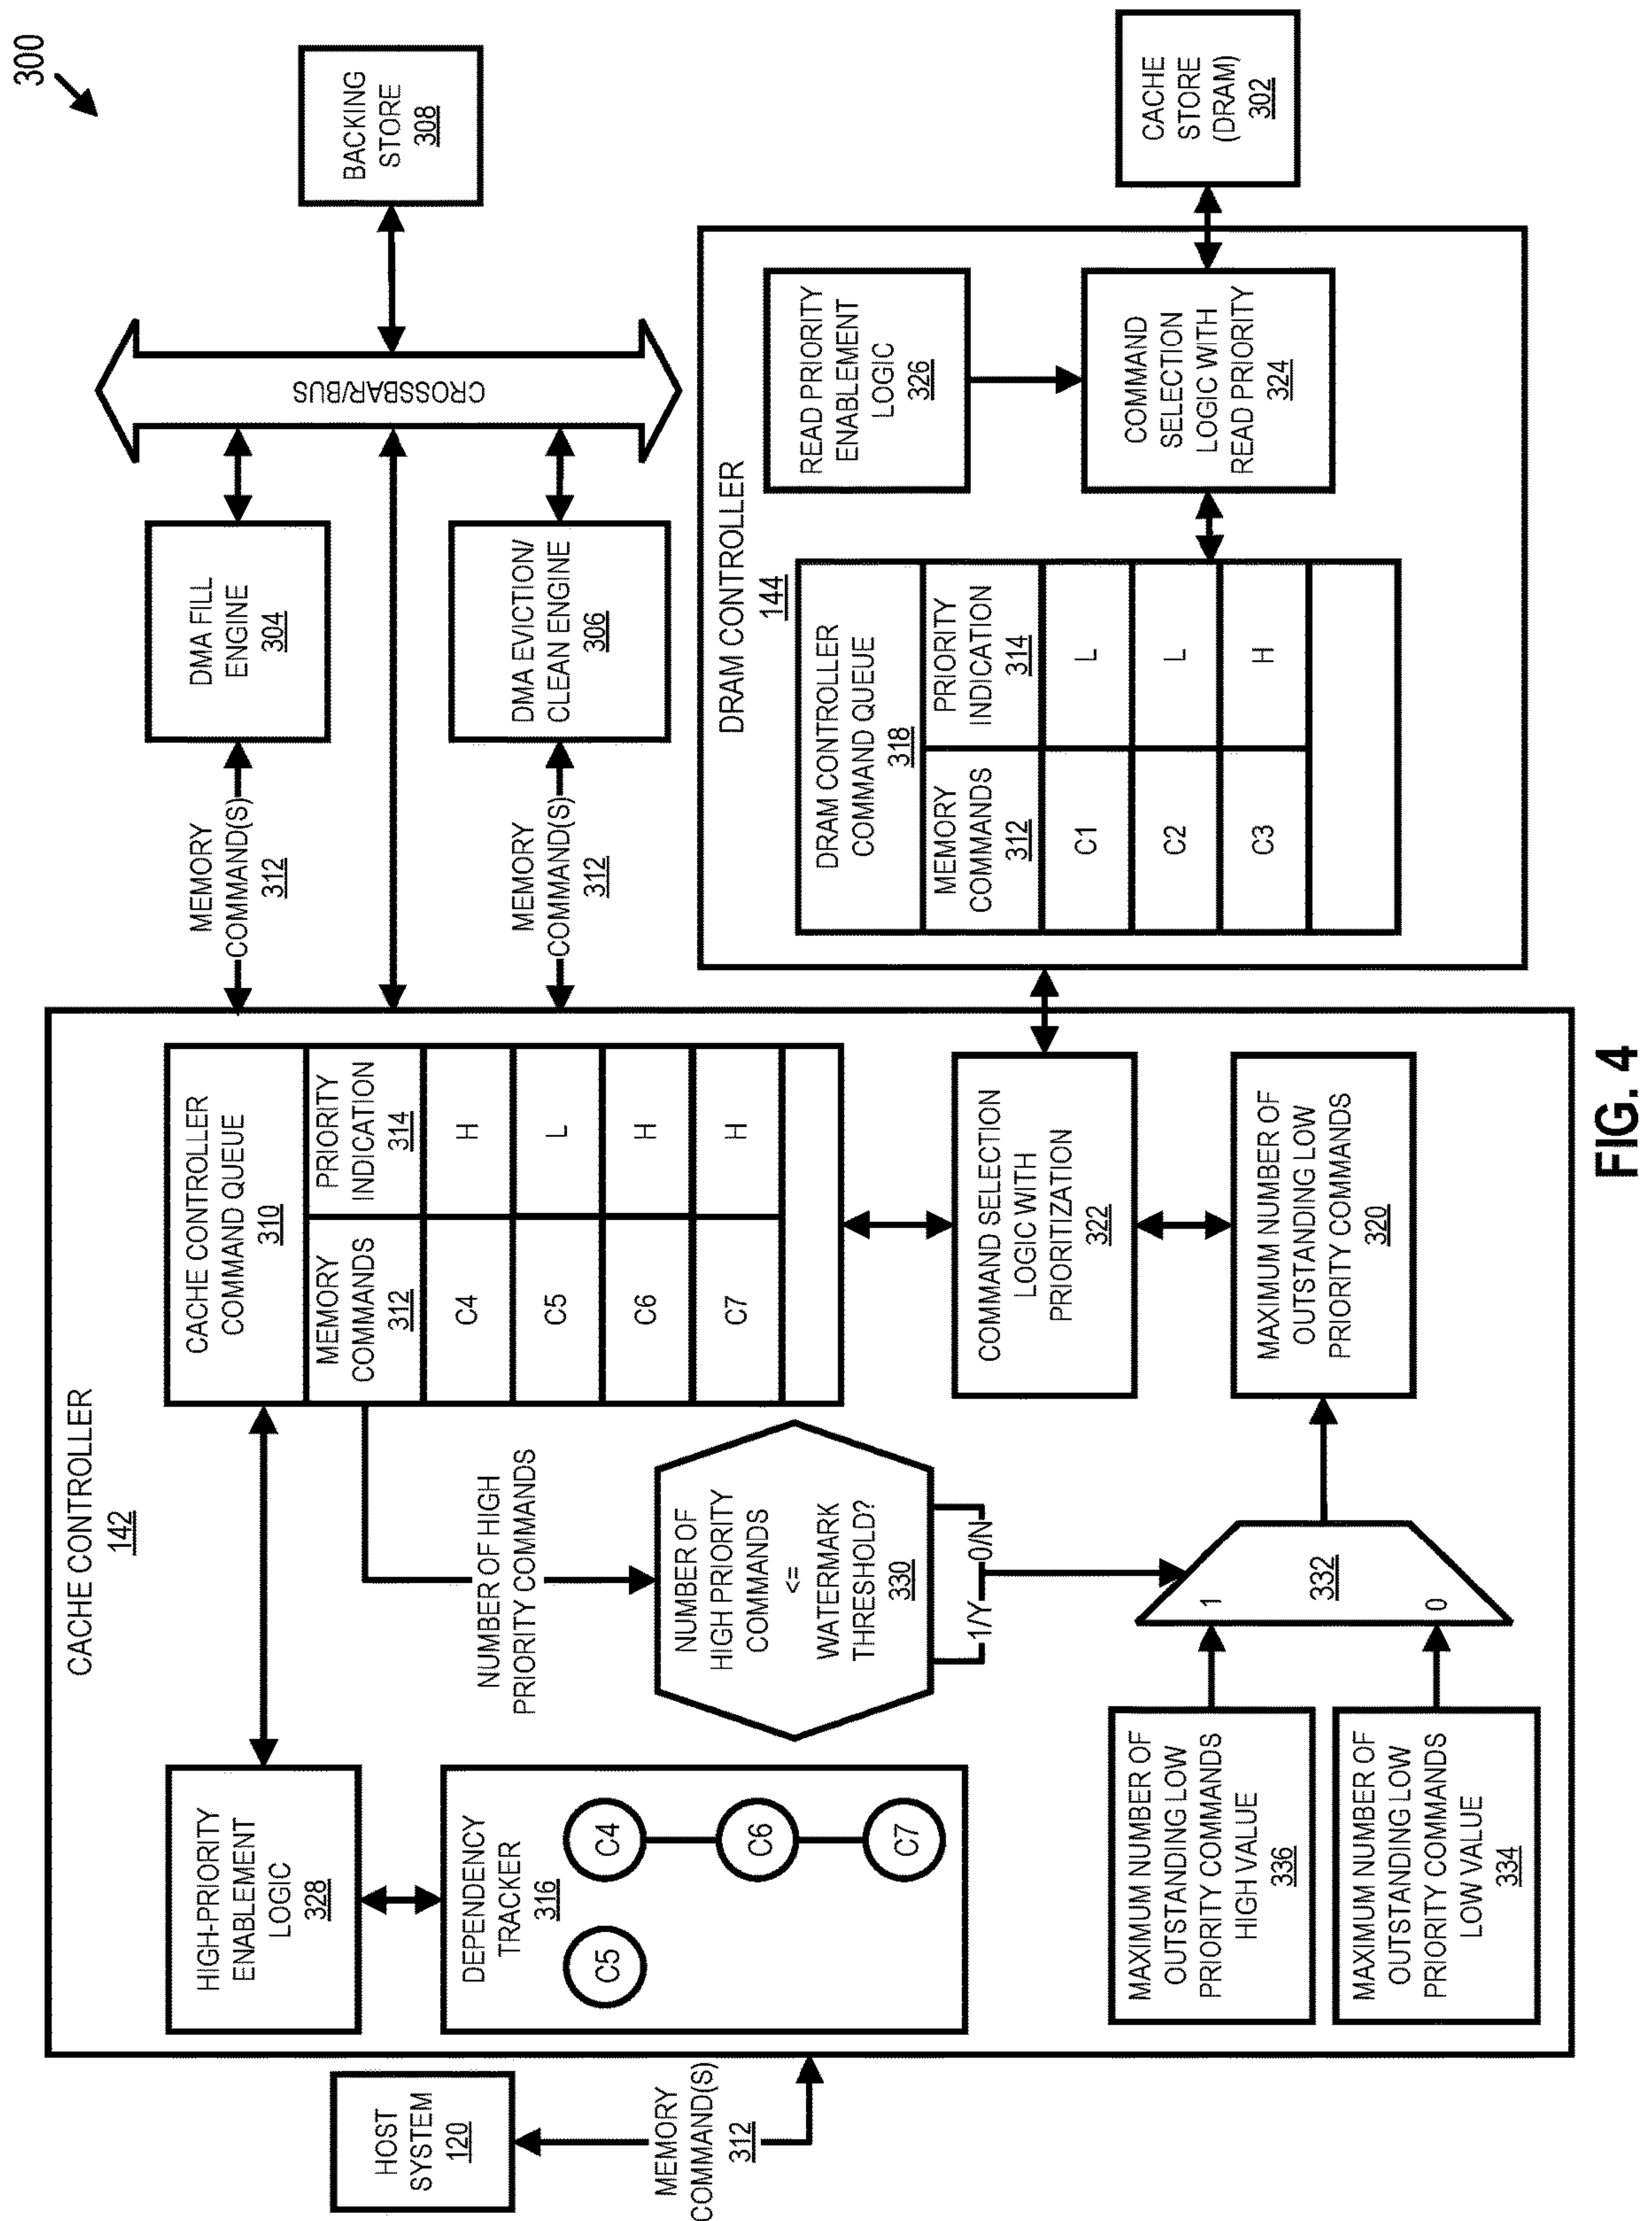 300
CACHE CONTROLLER
142
HOST
SYSTEM
120
MEMORY
COMMAND(S)
312
HIGH-PRIORITY
ENABLEMENT
LOGIC
328
DEPENDENCY
TRACKER
316
C5
C4
C6
C7
NUMBER OF HIGH
PRIORITY COMMANDS
NUMBER OF
HIGH PRIORITY
COMMANDS
<=
WATERMARK
THRESHOLD?
330
1/Y
0/N
MAXIMUM NUMBER OF
OUTSTANDING LOW
PRIORITY COMMANDS
HIGH VALUE
336
MAXIMUM NUMBER OF
OUTSTANDING LOW
PRIORITY COMMANDS
LOW VALUE
334
1
332
0
CACHE CONTROLLER
COMMAND QUEUE
310
MEMORY
COMMANDS
312
PRIORITY
INDICATION
314
C4
H
C5
L
C6
H
C7
H
COMMAND SELECTION
LOGIC WITH
PRIORITIZATION
322
MAXIMUM NUMBER OF
OUTSTANDING LOW
PRIORITY COMMANDS
320
MEMORY
COMMAND(S)
312
MEMORY
COMMAND(S)
312
DMA FILL
ENGINE
304
DMA EVICTION/
CLEAN ENGINE
306
CROSSBAR/BUS
BACKING
STORE
308
DRAM CONTROLLER
144
DRAM CONTROLLER
COMMAND QUEUE
318
MEMORY
COMMANDS
312
PRIORITY
INDICATION
314
C1
L
C2
L
C3
H
READ PRIORITY
ENABLEMENT
LOGIC
326
COMMAND
SELECTION
LOGIC WITH
READ PRIORITY
324
CACHE
STORE
(DRAM)
302
FIG. 4